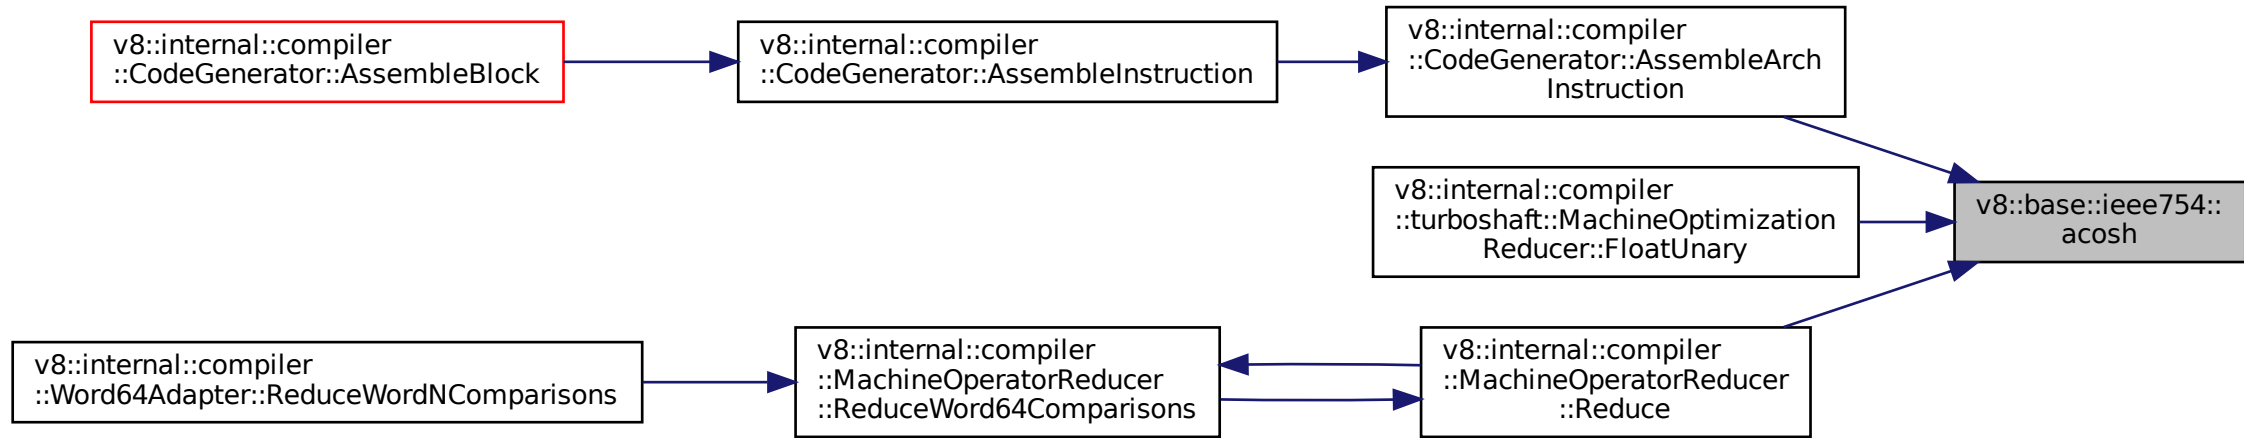 v8::internal::compiler
::CodeGenerator::AssembleBlock
v8::internal::compiler
::CodeGenerator::AssembleInstruction
v8::internal::compiler
::CodeGenerator::AssembleArch
Instruction
v8::internal::compiler
::turboshaft::MachineOptimization
Reducer::FloatUnary
v8::base::ieee754::
acosh
v8::internal::compiler
::Word64Adapter::ReduceWordNComparisons
v8::internal::compiler
::MachineOperatorReducer
::ReduceWord64Comparisons
v8::internal::compiler
::MachineOperatorReducer
::Reduce